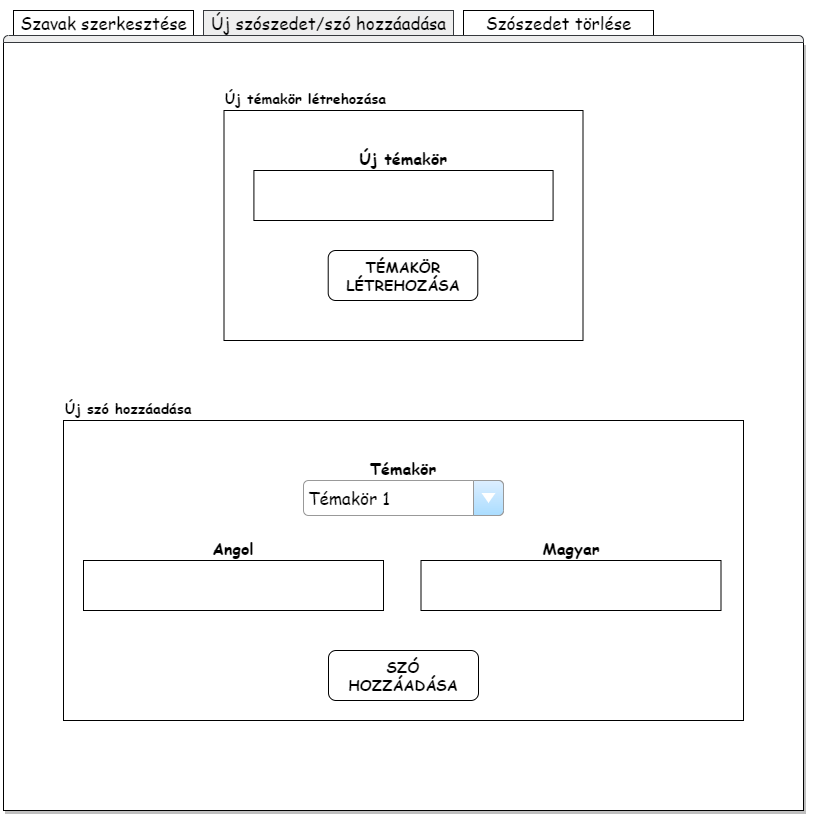 Szavak szerkesztése
Új szószedet/szó hozzáadása
Szószedet törlése
Új témakör létrehozása
Új témakör
TÉMAKÖR
LÉTREHOZÁSA
Új szó hozzáadása
Témakör
Témakör 1
Angol
Magyar
SZÓ
HOZZÁADÁSA